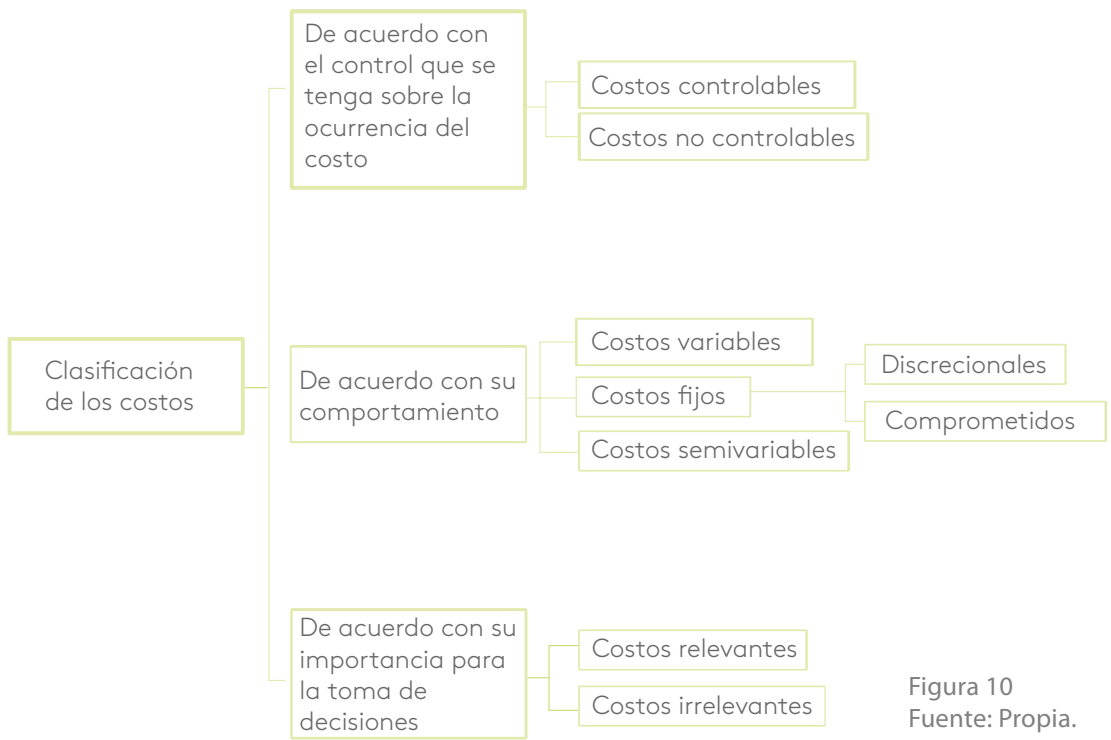 Clasificación
de los costos
De acuerdo con
el control que se
tenga sobre la
ocurrencia del
costo
Costos controlables
Costos no controlables
De acuerdo con su
comportamiento
Costos variables
Costos fijos
Discrecionales
Comprometidos
Costos semivariables
De acuerdo con su
importancia para
la toma de
decisiones
Costos relevantes
Costos irrelevantes
Figura 10
Fuente: Propia.